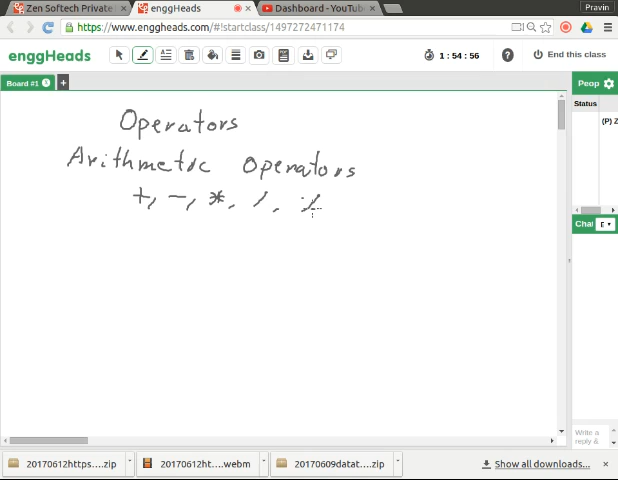 Zen Softech Private
enggHeads
Dashboard - YouTub
Pravin
https://www.enggheads.com/#!startclass/1497272471174
enggHeads
1 : 54 : 56
End this class
Board #1
+
Peop
Status
(P) Z
Operators
Arithmetic Operators
+, -, *, /, %
Chat
E
Write a
reply &
20170612https....zip
20170612ht....webm
20170609datat....zip
Show all downloads...